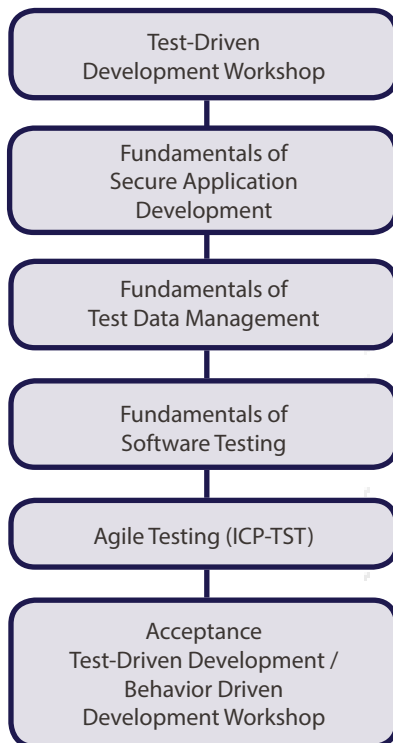 Test-Driven
Development Workshop
Fundamentals of
Secure Application
Development
Fundamentals of
Test Data Management
Fundamentals of
Software Testing
Agile Testing (ICP-TST)
Acceptance
Test-Driven Development /
Behavior Driven
Development Workshop